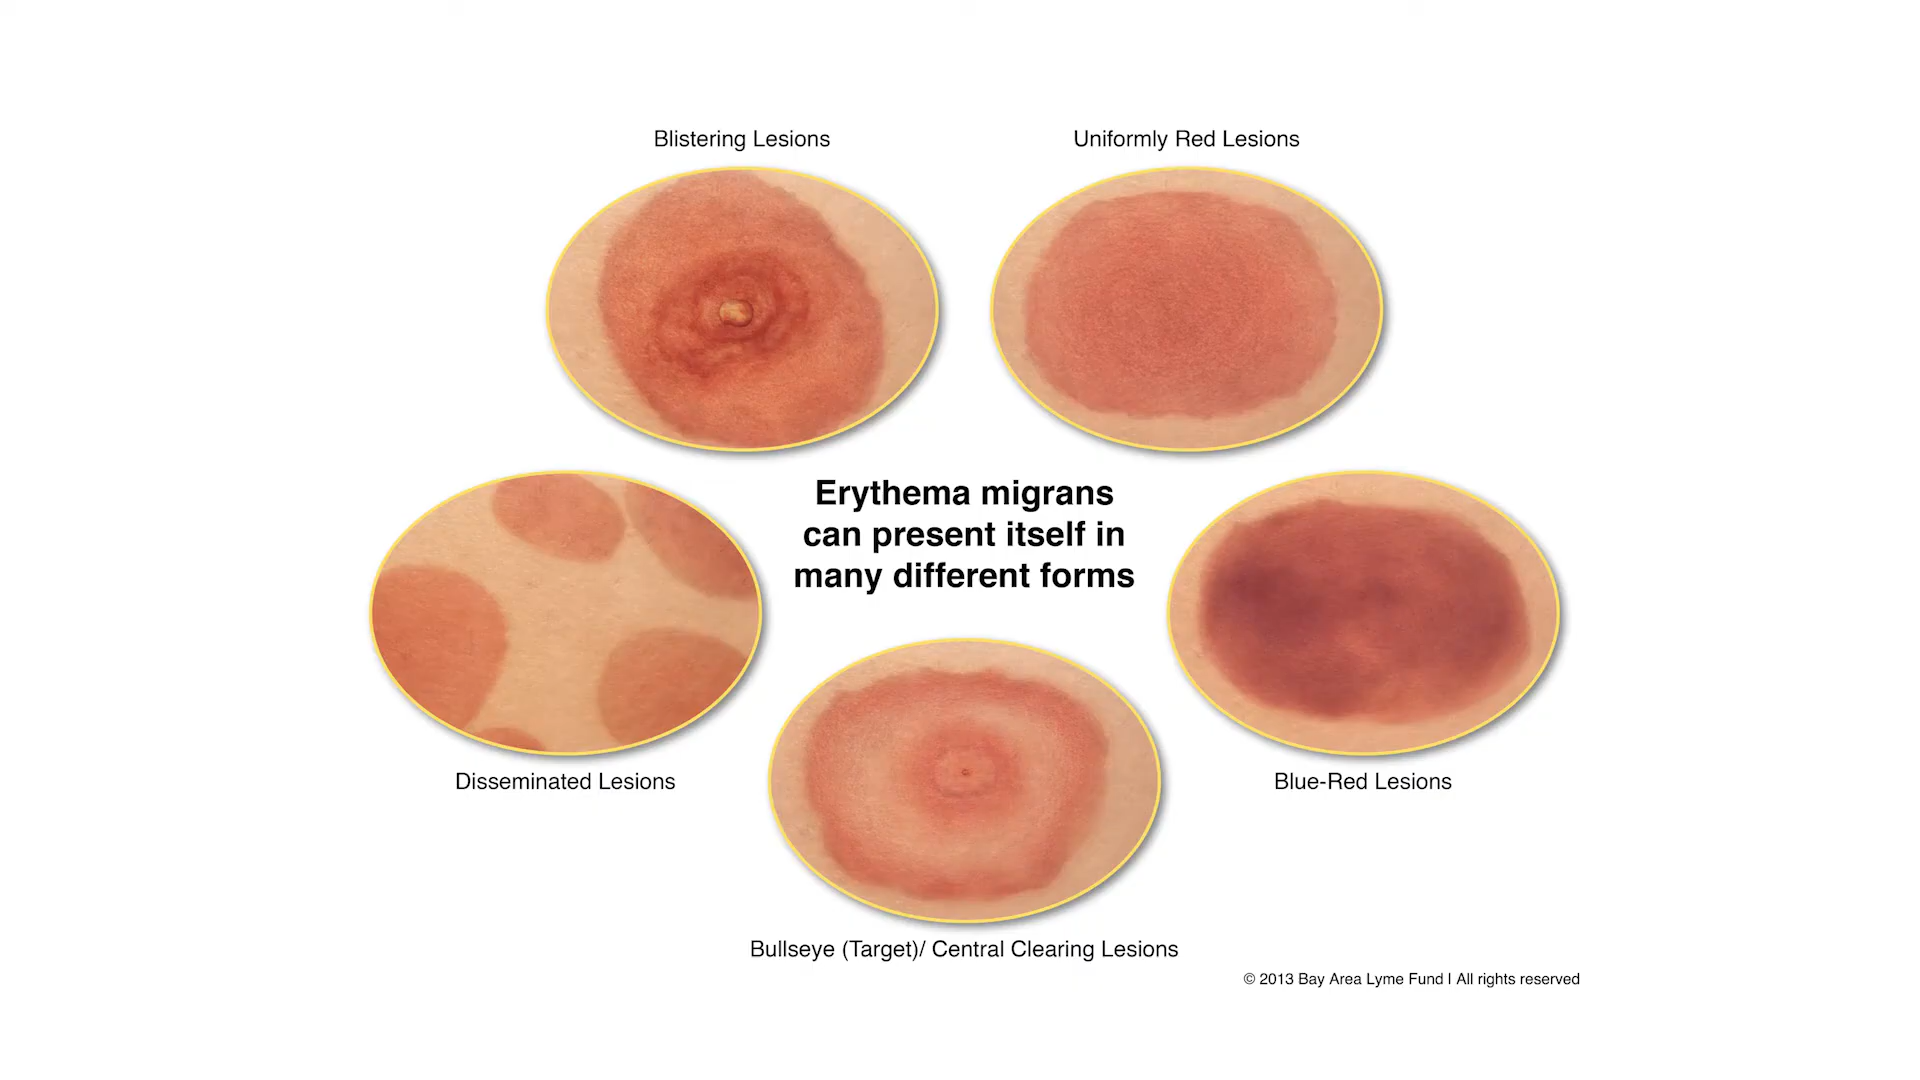 Blistering Lesions
Uniformly Red Lesions
Erythema migrans
can present itself in
many different forms
Disseminated Lesions
Blue-Red Lesions
Bullseye (Target)/ Central Clearing Lesions
© 2013 Bay Area Lyme Fund I All rights reserved